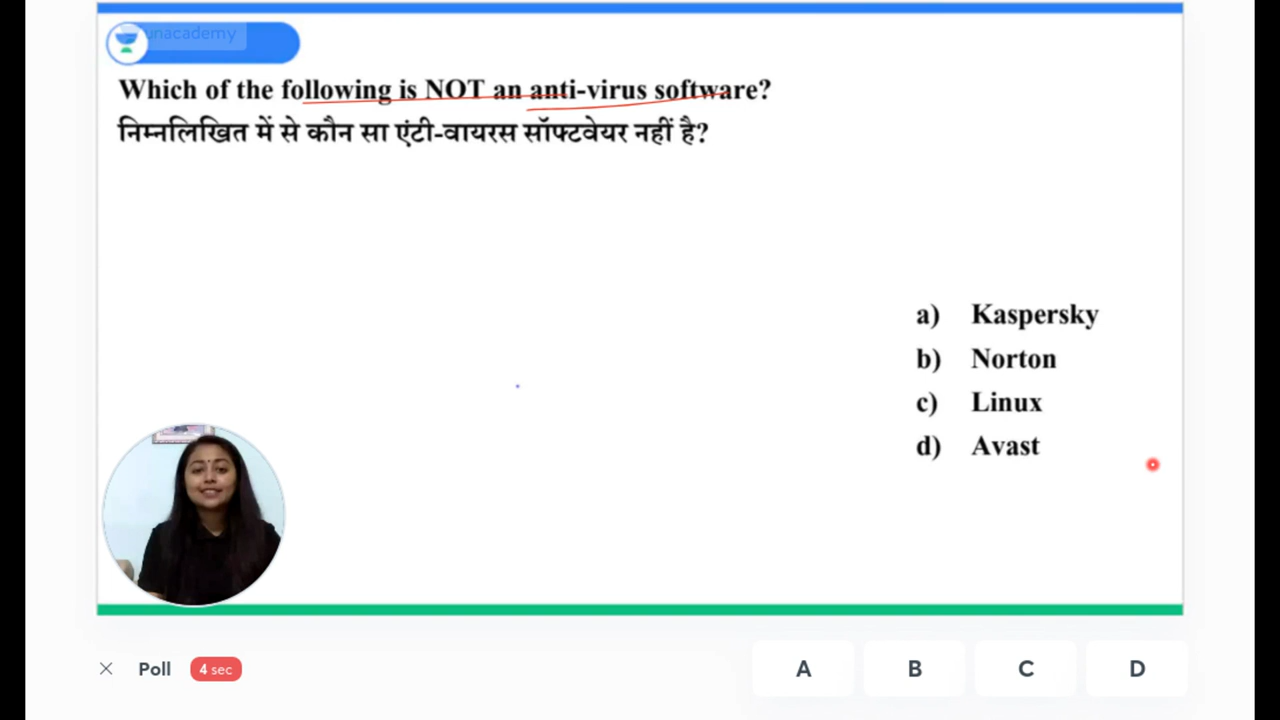 unacademy
Which of the following is NOT an anti-virus software?
निम्नलिखित में से कौन सा एंटी-वायरस सॉफ्टवेयर नहीं है?
a) Kaspersky
b) Norton
c) Linux
d) Avast
Poll 4 sec A B C D